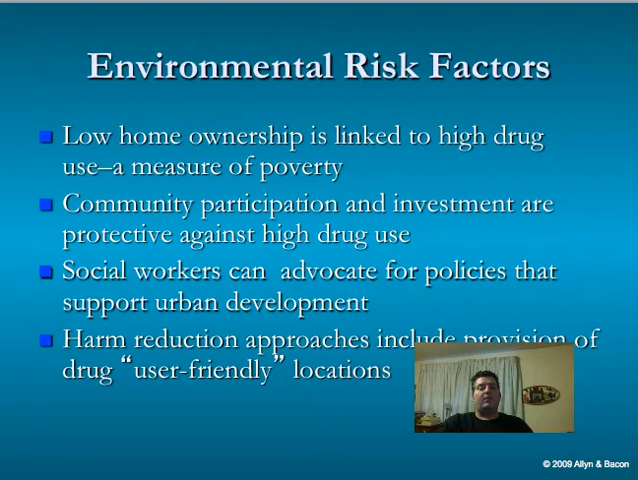 Environmental Risk Factors
Low home ownership is linked to high drug
use–a measure of poverty
Community participation and investment are
protective against high drug use
Social workers can  advocate for policies that
support urban development
Harm reduction approaches include provision of
drug “user-friendly” locations
© 2009 Allyn & Bacon